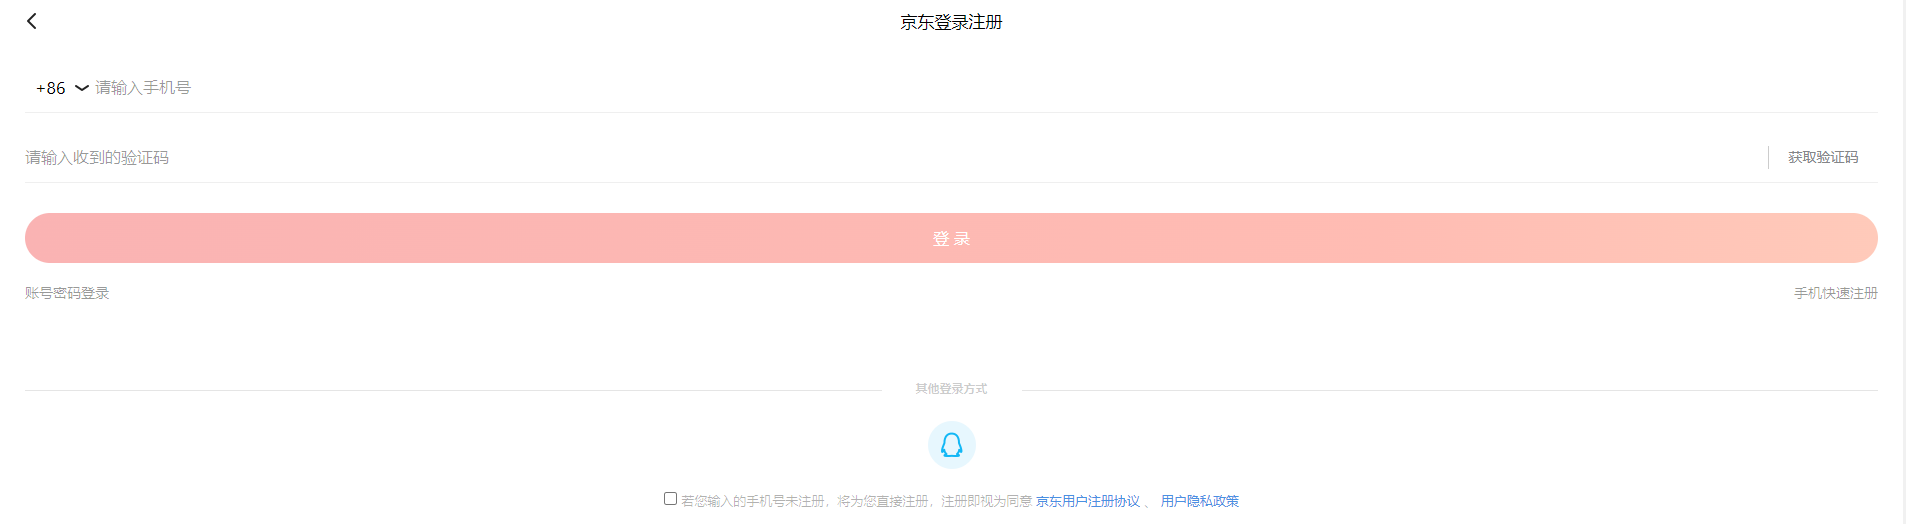 京东登录注册
+86 请输入手机号
请输入收到的验证码 获取验证码
登 录
账号密码登录 手机快速注册
其他登录方式
若您输入的手机号未注册，将为您直接注册，注册即视为同意 京东用户注册协议 、 用户隐私政策